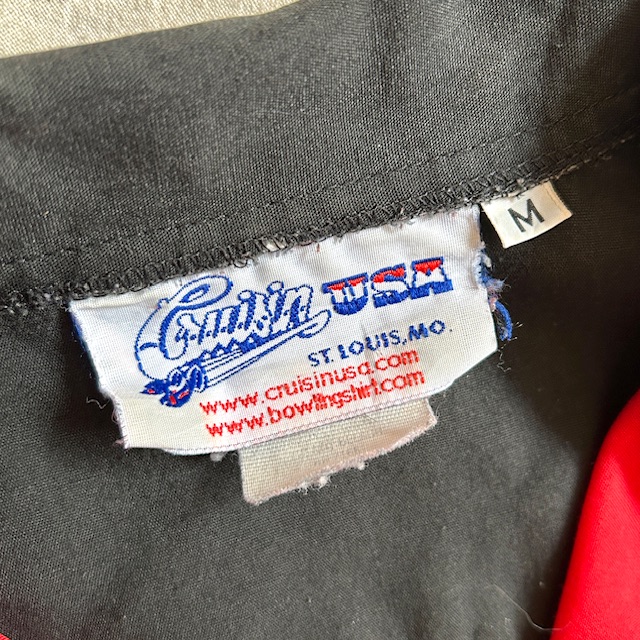 Cruisin USA
M
ST. LOUIS, MO.
www.cruisinusa.com
www.bowlingshirt.com